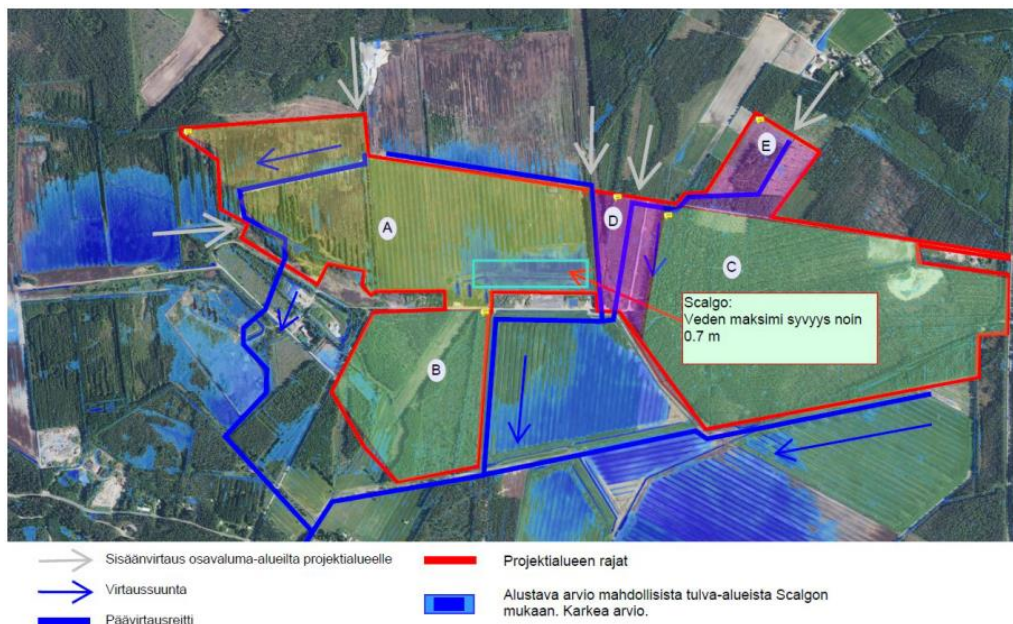 E
D
A
C
Scalgo:
Veden maksimi syvyys noin
0.7 m
B
Sisäänvirtaus osavaluma-alueilta projektialueelle
Virtaussuunta
Päävirtausreitti
Projektialueen rajat
Alustava arvio mahdollisista tulva-alueista Scalgon
mukaan. Karkea arvio.